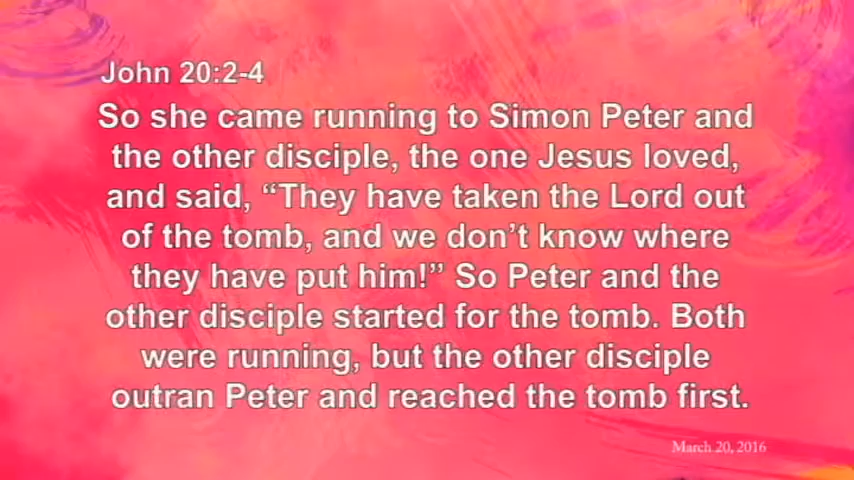 John 20:2-4
So she came running to Simon Peter and
the other disciple, the one Jesus loved,
and said, “They have taken the Lord out
of the tomb, and we don’t know where
they have put him!” So Peter and the
other disciple started for the tomb. Both
were running, but the other disciple
outran Peter and reached the tomb first.
March 20, 2016